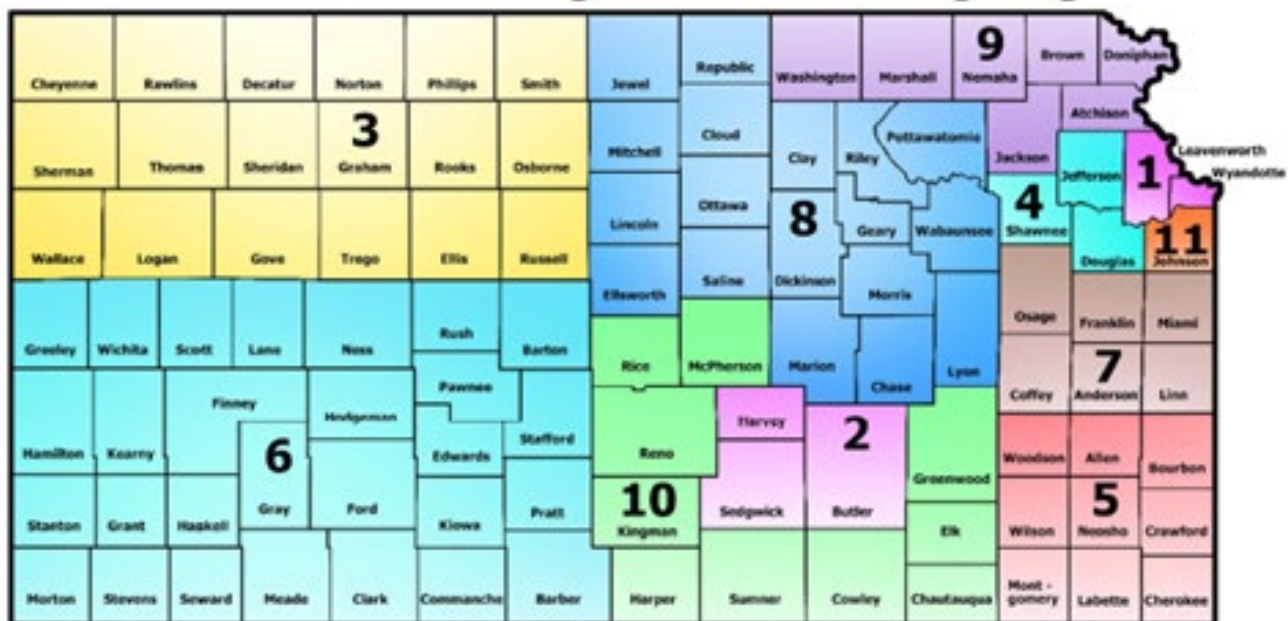 9
Cheyenne Rawlins Decatur Norton Phillips Smith Jewel Republic Washington Marshall Nemaha Brown Doniphan
3
Atchison
Sherman Thomas Sheridan Graham Rooks Osborne Mitchell Cloud Clay Riley Pottawatomie Jackson Jefferson Leavenworth
1
Wyandotte
4
8
Lincoln Ottawa Geary Wabaunsee Shawnee
11
Wallace Logan Gove Trego Ellis Russell Ellsworth Saline Dickinson Morris Douglas Johnson
Osage Franklin Miami
Greeley Wichita Scott Lane Ness Rush Barton Rice McPherson Marion Chase Lyon
7
Pawnee Coffey Anderson Linn
Finney Hodgeman Harvey
2
Hamilton Kearny Edwards Stafford Reno Greenwood Woodson Allen Bourbon
6
10
5
Stanton Grant Haskell Gray Ford Kiowa Pratt Kingman Sedgwick Butler Elk Wilson Neosho Crawford
Morton Stevens Seward Meade Clark Commanche Barber Harper Sumner Cowley Chautauqua Mont -
gomery Labette Cherokee